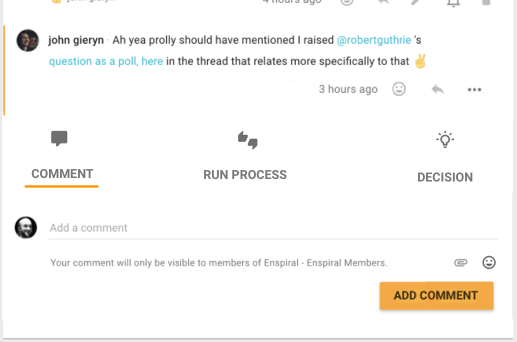 4 hours ago
john gieryn · Ah yea prolly should have mentioned I raised @robertguthrie 's
question as a poll, here in the thread that relates more specifically to that ✌
3 hours ago
COMMENT
RUN PROCESS
DECISION
Add a comment
Your comment will only be visible to members of Enspiral - Enspiral Members.
ADD COMMENT